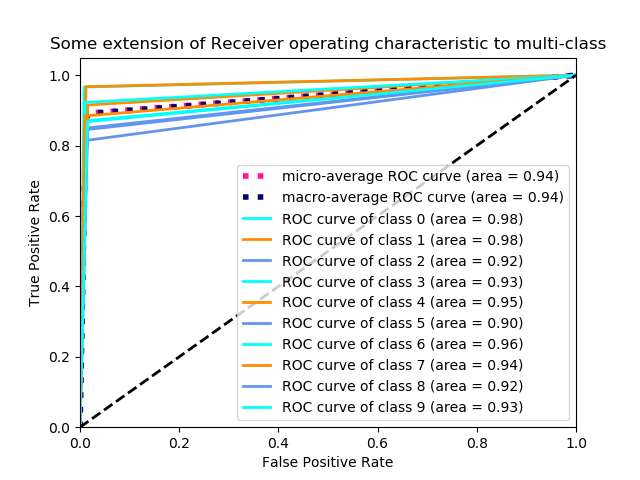 Some extension of Receiver operating characteristic to multi-class
1.0
0.8
0.6
0.4
0.2
0.0
True Positive Rate
micro-average ROC curve (area = 0.94)
macro-average ROC curve (area = 0.94)
ROC curve of class 0 (area = 0.98)
ROC curve of class 1 (area = 0.98)
ROC curve of class 2 (area = 0.92)
ROC curve of class 3 (area = 0.93)
ROC curve of class 4 (area = 0.95)
ROC curve of class 5 (area = 0.90)
ROC curve of class 6 (area = 0.96)
ROC curve of class 7 (area = 0.94)
ROC curve of class 8 (area = 0.92)
ROC curve of class 9 (area = 0.93)
0.0 0.2 0.4 0.6 0.8 1.0
False Positive Rate